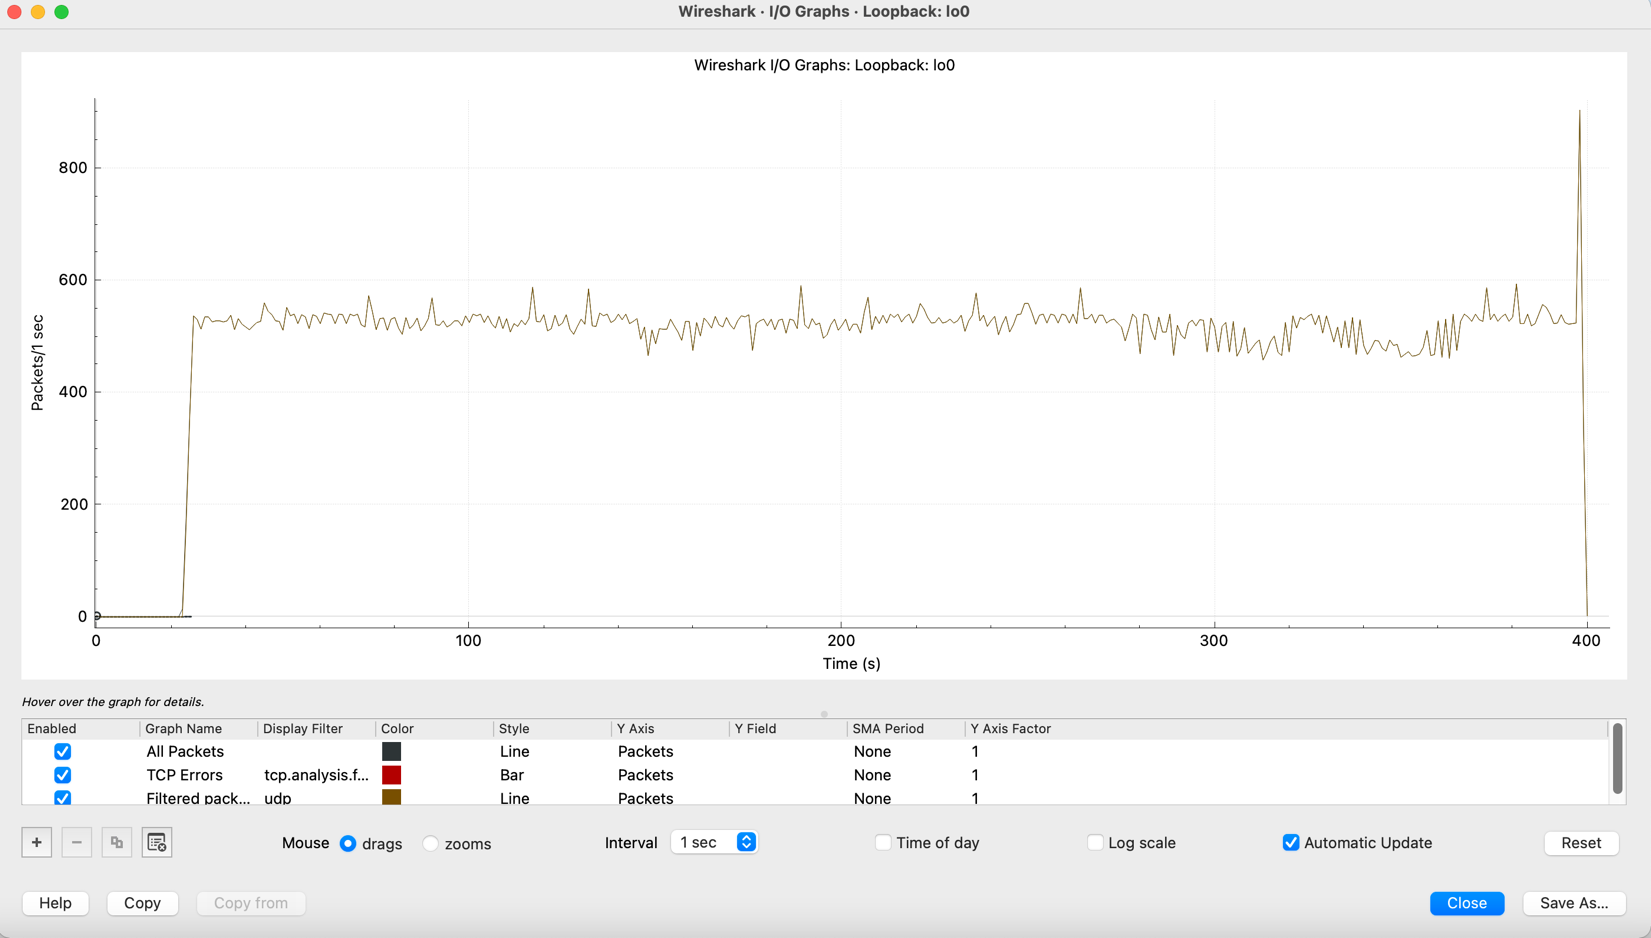 Wireshark · I/O Graphs · Loopback: lo0
Wireshark I/O Graphs: Loopback: lo0
Packets/1 sec
800
600
400
200
0
0 100 200 300 400
Time (s)
Hover over the graph for details.
Enabled Graph Name Display Filter Color Style Y Axis Y Field SMA Period Y Axis Factor
All Packets Line Packets None 1
TCP Errors tcp.analysis.f... Bar Packets None 1
Filtered pack... udp Line Packets None 1
+ − Mouse drags zooms Interval 1 sec Time of day Log scale Automatic Update Reset
Help Copy Copy from Close Save As...